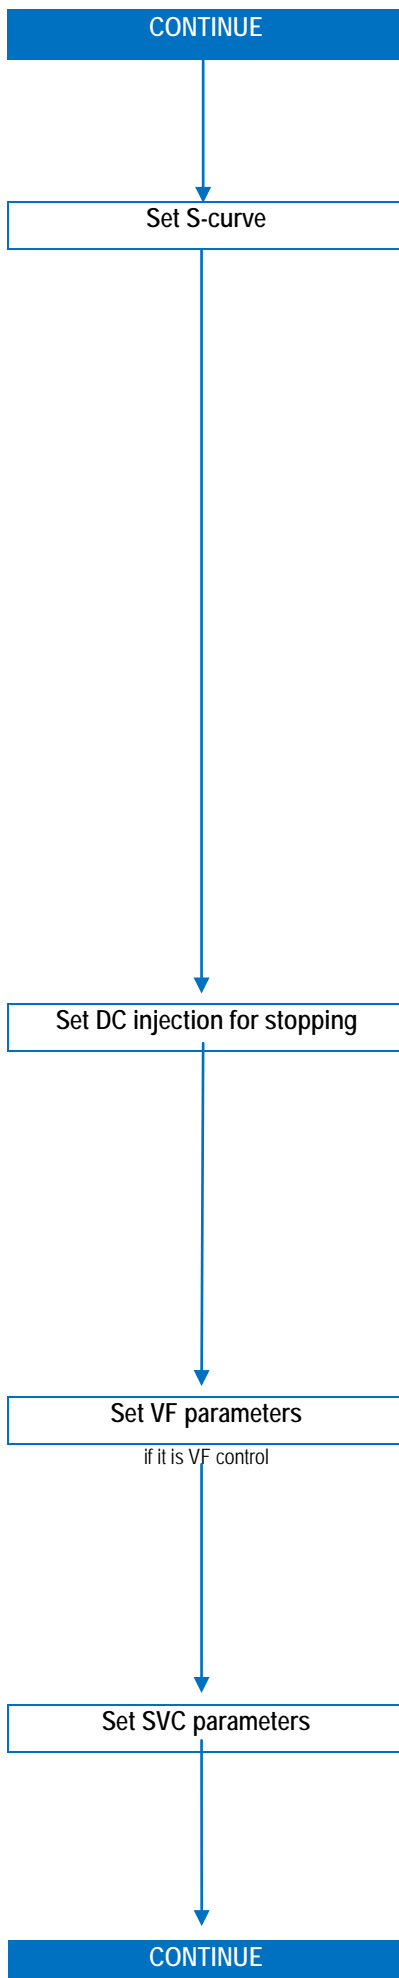 CONTINUE
Set S-curve
Set DC injection for stopping
Set VF parameters
if it is VF control
Set SVC parameters
CONTINUE